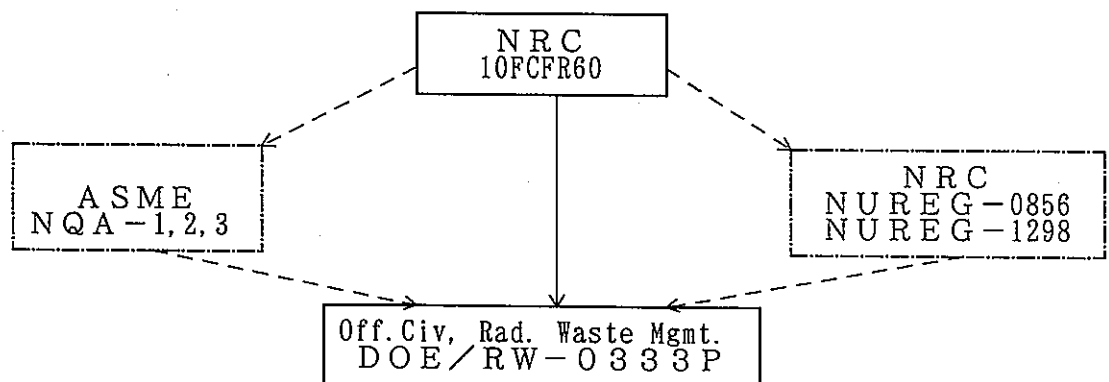 NRC
10FCFR60
ASME
NQA-1,2,3
NRC
NUREG-0856
NUREG-1298
Off.Civ, Rad. Waste Mgmt.
DOE/RW-0333P